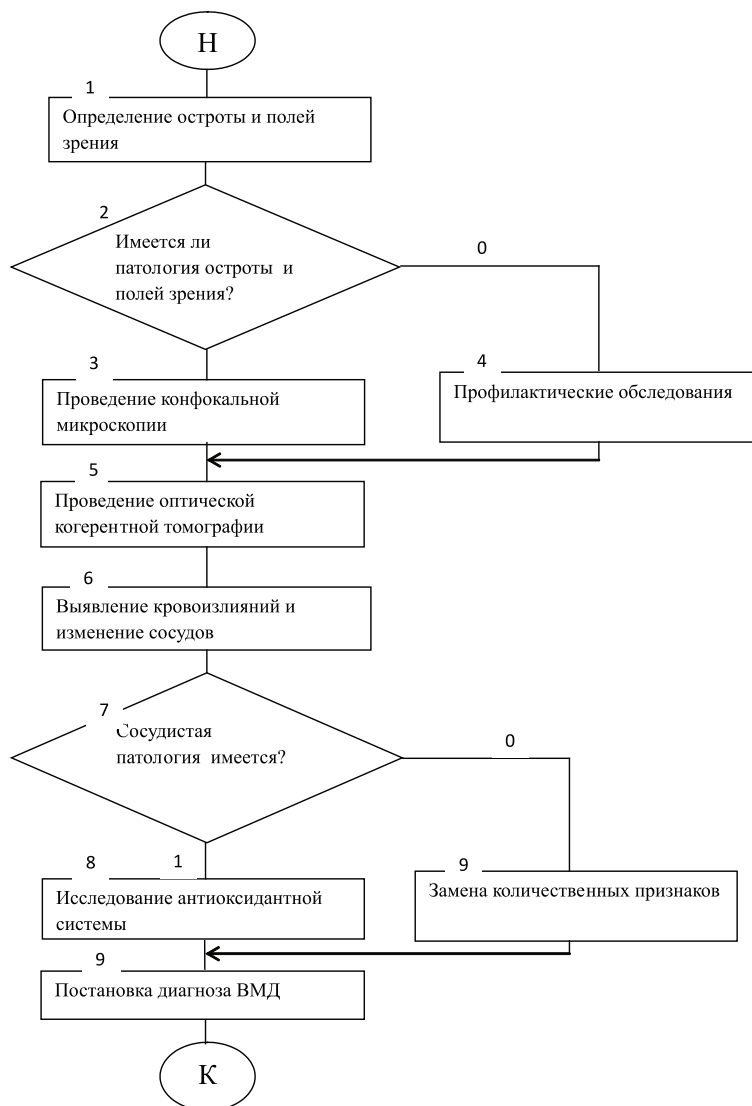 Н
1
Определение остроты и полей
зрения
2
Имеется ли
патология остроты и
полей зрения?
0
3
Проведение конфокальной
микроскопии
4
Профилактические обследования
5
Проведение оптической
когерентной томографии
6
Выявление кровоизлияний и
изменение сосудов
7
Сосудистая
патология имеется?
0
8
1
Исследование антиоксидантной
системы
9
Замена количественных признаков
9
Постановка диагноза ВМД
К